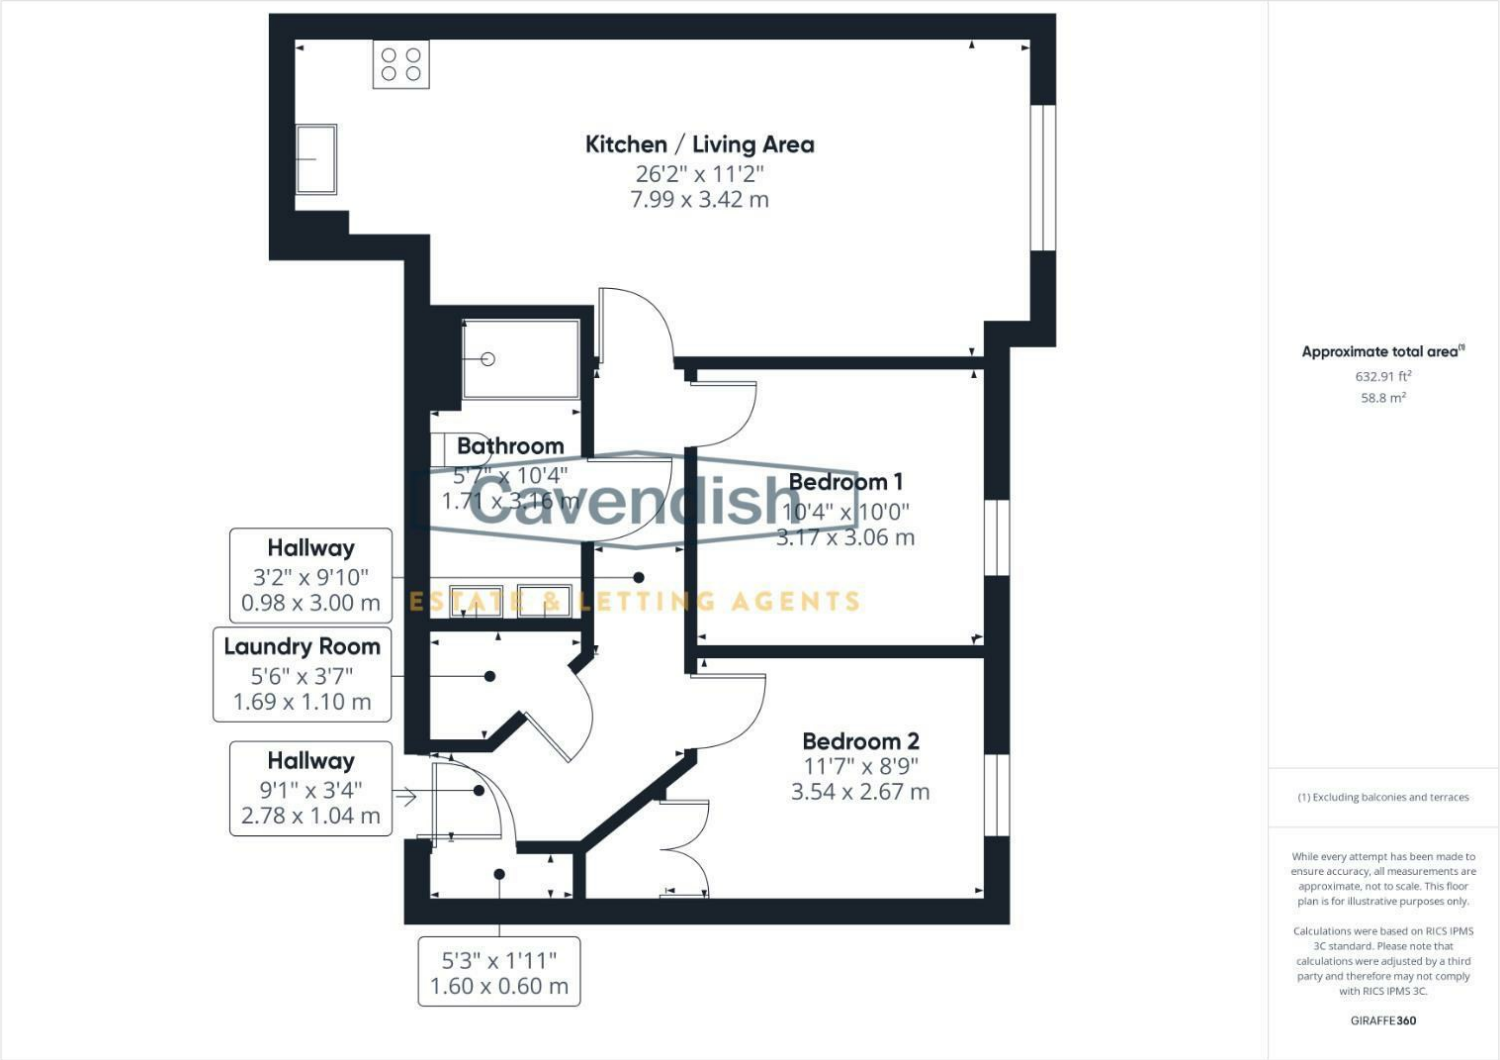 Kitchen / Living Area
26'2" x 11'2"
7.99 x 3.42 m
Bathroom
5'7" x 10'4"
1.71 x 3.16 m
Cavendish
ESTATE & LETTING AGENTS
Bedroom 1
10'4" x 10'0"
3.17 x 3.06 m
Hallway
3'2" x 9'10"
0.98 x 3.00 m
Laundry Room
5'6" x 3'7"
1.69 x 1.10 m
Hallway
9'1" x 3'4"
2.78 x 1.04 m
Bedroom 2
11'7" x 8'9"
3.54 x 2.67 m
5'3" x 1'11"
1.60 x 0.60 m
Approximate total area⁽¹⁾
632.91 ft²
58.8 m²
(1) Excluding balconies and terraces
While every attempt has been made to
ensure accuracy, all measurements are
approximate, not to scale. This floor
plan is for illustrative purposes only.
Calculations were based on RICS IPMS
3C standard. Please note that
calculations were adjusted by a third
party and therefore may not comply
with RICS IPMS 3C.
GIRAFFE360